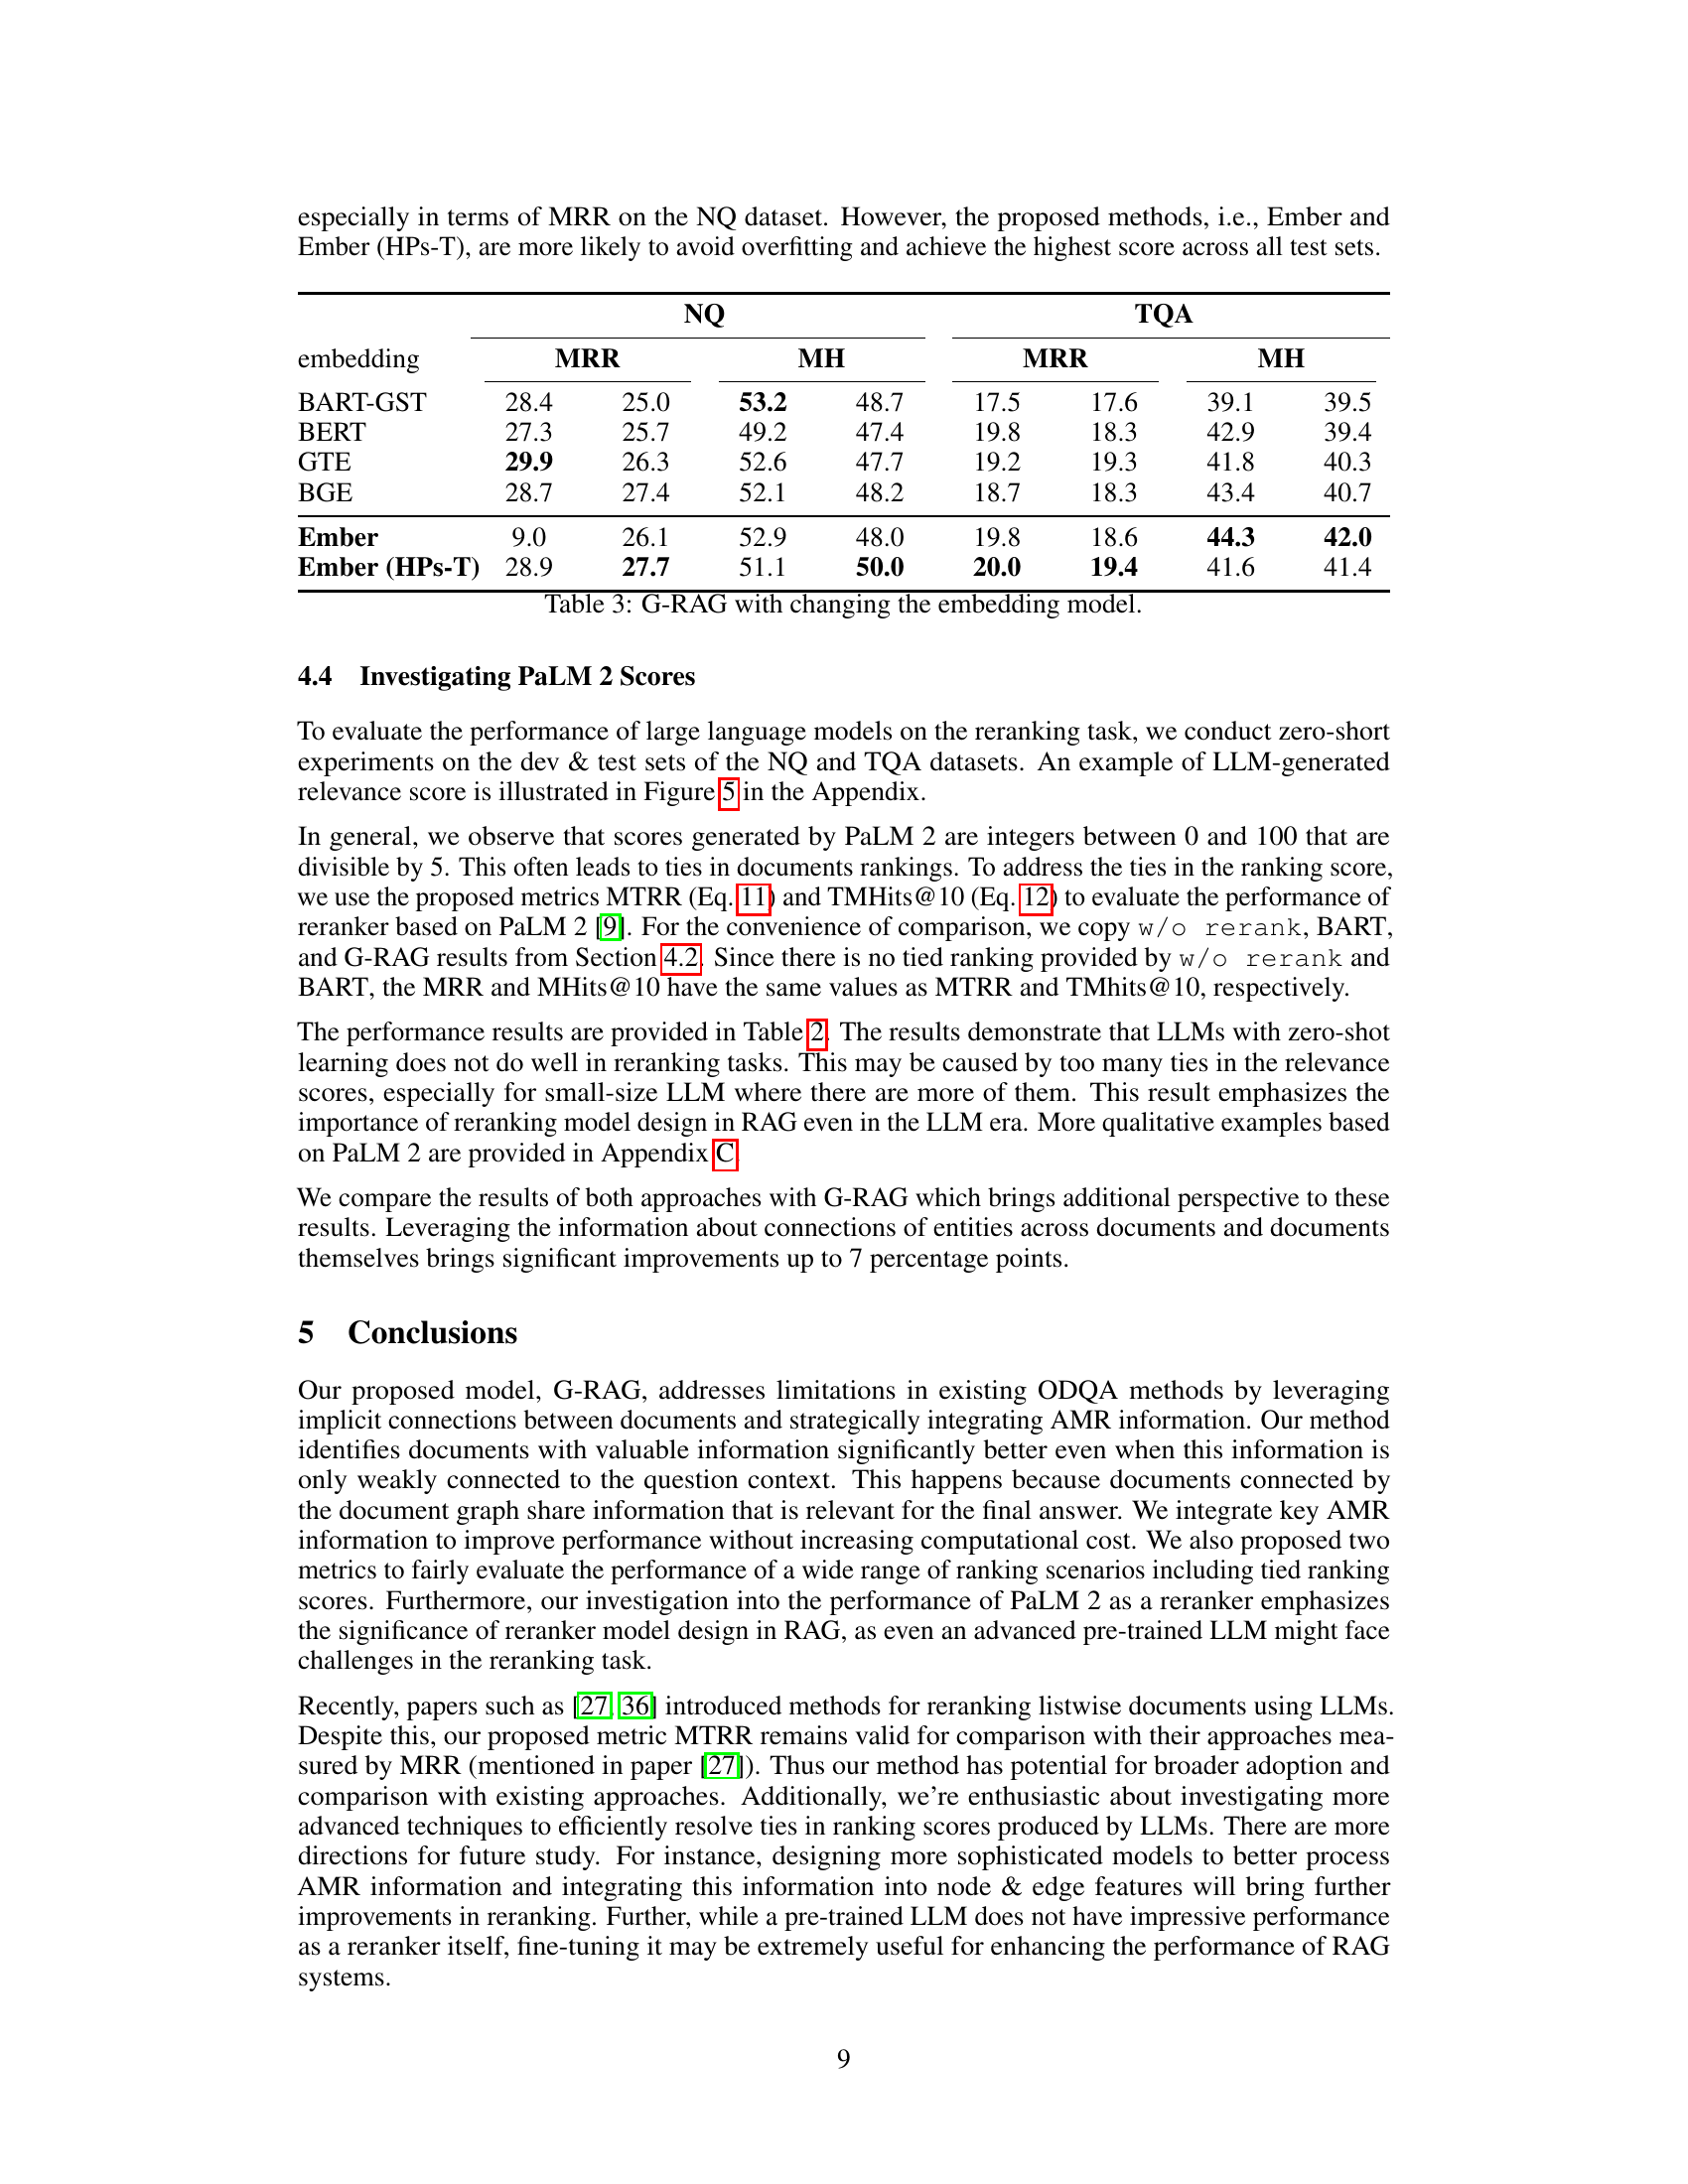 especially in terms of MRR on the NQ dataset. However, the proposed methods, i.e., Ember and
Ember (HPs-T), are more likely to avoid overfitting and achieve the highest score across all test sets.
NQ TQA
embedding MRR MH MRR MH
BART-GST 28.4 25.0 53.2 48.7 17.5 17.6 39.1 39.5
BERT 27.3 25.7 49.2 47.4 19.8 18.3 42.9 39.4
GTE 29.9 26.3 52.6 47.7 19.2 19.3 41.8 40.3
BGE 28.7 27.4 52.1 48.2 18.7 18.3 43.4 40.7
Ember 9.0 26.1 52.9 48.0 19.8 18.6 44.3 42.0
Ember (HPs-T) 28.9 27.7 51.1 50.0 20.0 19.4 41.6 41.4
Table 3: G-RAG with changing the embedding model.
4.4 Investigating PaLM 2 Scores
To evaluate the performance of large language models on the reranking task, we conduct zero-short
experiments on the dev & test sets of the NQ and TQA datasets. An example of LLM-generated
relevance score is illustrated in Figure 5 in the Appendix.
In general, we observe that scores generated by PaLM 2 are integers between 0 and 100 that are
divisible by 5. This often leads to ties in documents rankings. To address the ties in the ranking score,
we use the proposed metrics MTRR (Eq. 11) and TMHits@10 (Eq. 12) to evaluate the performance of
reranker based on PaLM 2 [9]. For the convenience of comparison, we copy w/o rerank, BART,
and G-RAG results from Section 4.2. Since there is no tied ranking provided by w/o rerank and
BART, the MRR and MHits@10 have the same values as MTRR and TMhits@10, respectively.
The performance results are provided in Table 2. The results demonstrate that LLMs with zero-shot
learning does not do well in reranking tasks. This may be caused by too many ties in the relevance
scores, especially for small-size LLM where there are more of them. This result emphasizes the
importance of reranking model design in RAG even in the LLM era. More qualitative examples based
on PaLM 2 are provided in Appendix C.
We compare the results of both approaches with G-RAG which brings additional perspective to these
results. Leveraging the information about connections of entities across documents and documents
themselves brings significant improvements up to 7 percentage points.
5 Conclusions
Our proposed model, G-RAG, addresses limitations in existing ODQA methods by leveraging
implicit connections between documents and strategically integrating AMR information. Our method
identifies documents with valuable information significantly better even when this information is
only weakly connected to the question context. This happens because documents connected by
the document graph share information that is relevant for the final answer. We integrate key AMR
information to improve performance without increasing computational cost. We also proposed two
metrics to fairly evaluate the performance of a wide range of ranking scenarios including tied ranking
scores. Furthermore, our investigation into the performance of PaLM 2 as a reranker emphasizes
the significance of reranker model design in RAG, as even an advanced pre-trained LLM might face
challenges in the reranking task.
Recently, papers such as [27, 36] introduced methods for reranking listwise documents using LLMs.
Despite this, our proposed metric MTRR remains valid for comparison with their approaches mea-
sured by MRR (mentioned in paper [27]). Thus our method has potential for broader adoption and
comparison with existing approaches. Additionally, we're enthusiastic about investigating more
advanced techniques to efficiently resolve ties in ranking scores produced by LLMs. There are more
directions for future study. For instance, designing more sophisticated models to better process
AMR information and integrating this information into node & edge features will bring further
improvements in reranking. Further, while a pre-trained LLM does not have impressive performance
as a reranker itself, fine-tuning it may be extremely useful for enhancing the performance of RAG
systems.
9